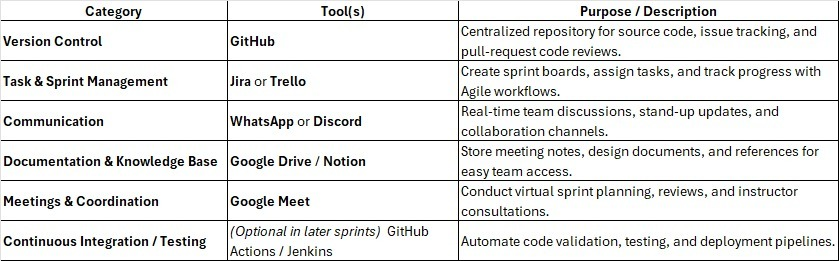 Category Tool(s) Purpose / Description
Version Control GitHub Centralized repository for source code, issue tracking, and
pull-request code reviews.
Task & Sprint Management Jira or Trello Create sprint boards, assign tasks, and track progress with
Agile workflows.
Communication WhatsApp or Discord Real-time team discussions, stand-up updates, and
collaboration channels.
Documentation & Knowledge Base Google Drive / Notion Store meeting notes, design documents, and references for
easy team access.
Meetings & Coordination Google Meet Conduct virtual sprint planning, reviews, and instructor
consultations.
Continuous Integration / Testing (Optional in later sprints) GitHub
Actions / Jenkins Automate code validation, testing, and deployment pipelines.